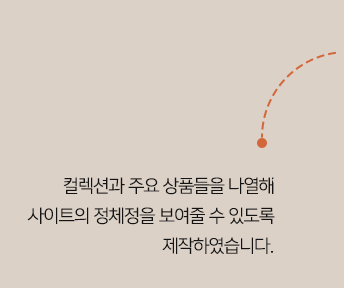 컬렉션과 주요 상품들을 나열해
사이트의 정체정을 보여줄 수 있도록
제작하였습니다.